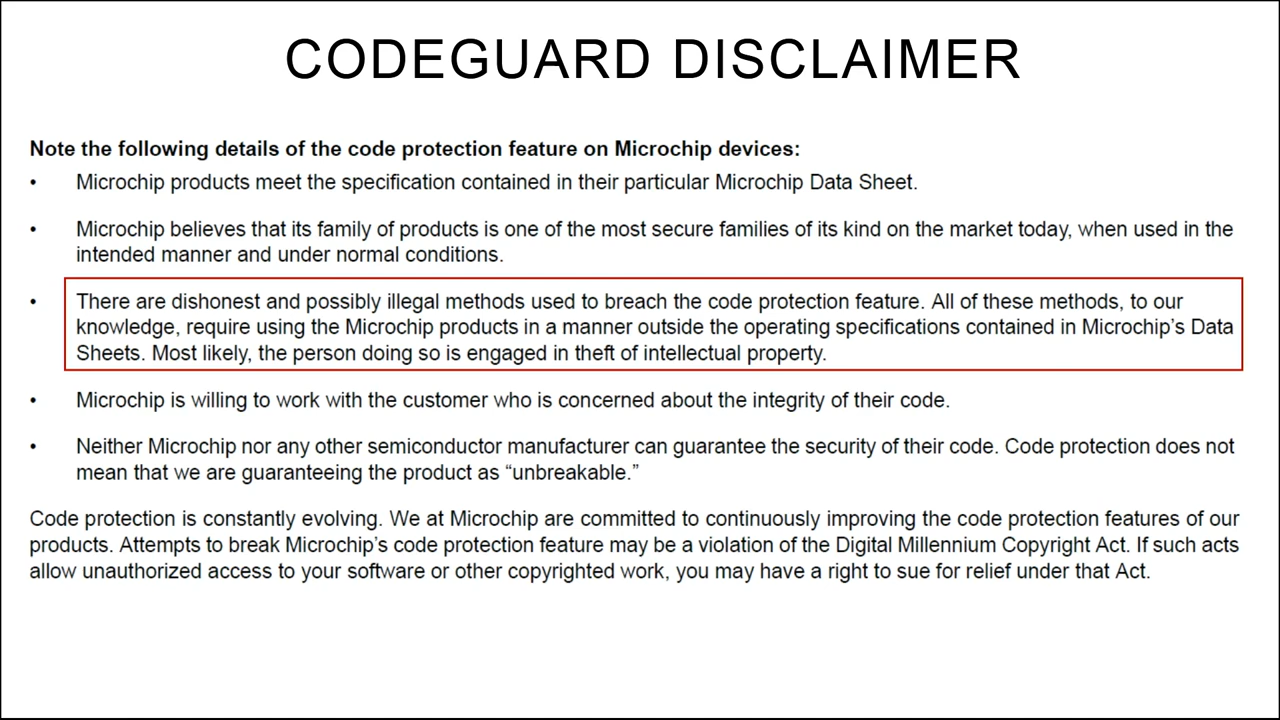 CODEGUARD DISCLAIMER
Note the following details of the code protection feature on Microchip devices:
• Microchip products meet the specification contained in their particular Microchip Data Sheet.
• Microchip believes that its family of products is one of the most secure families of its kind on the market today, when used in the
intended manner and under normal conditions.
• There are dishonest and possibly illegal methods used to breach the code protection feature. All of these methods, to our
knowledge, require using the Microchip products in a manner outside the operating specifications contained in Microchip's Data
Sheets. Most likely, the person doing so is engaged in theft of intellectual property.
• Microchip is willing to work with the customer who is concerned about the integrity of their code.
• Neither Microchip nor any other semiconductor manufacturer can guarantee the security of their code. Code protection does not
mean that we are guaranteeing the product as “unbreakable.”
Code protection is constantly evolving. We at Microchip are committed to continuously improving the code protection features of our
products. Attempts to break Microchip's code protection feature may be a violation of the Digital Millennium Copyright Act. If such acts
allow unauthorized access to your software or other copyrighted work, you may have a right to sue for relief under that Act.